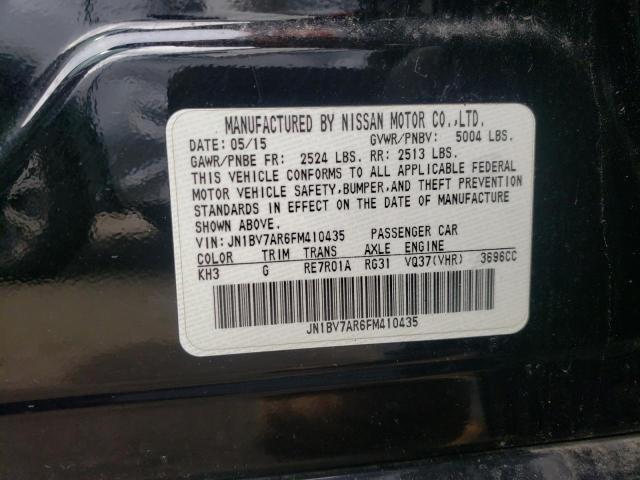 MANUFACTURED BY NISSAN MOTOR CO.,LTD.
DATE: 05/15 GVWR/PNBV: 5004 LBS.
GAWR/PNBE FR: 2524 LBS. RR: 2513 LBS.
THIS VEHICLE CONFORMS TO ALL APPLICABLE FEDERAL
MOTOR VEHICLE SAFETY,BUMPER,AND THEFT PREVENTION
STANDARDS IN EFFECT ON THE DATE OF MANUFACTURE
SHOWN ABOVE.
VIN: JN1BV7AR6FM410435 PASSENGER CAR
COLOR TRIM TRANS AXLE ENGINE
KH3 G RE7R01A RG31 VQ37(VHR) 3696CC
JN1BV7AR6FM410435